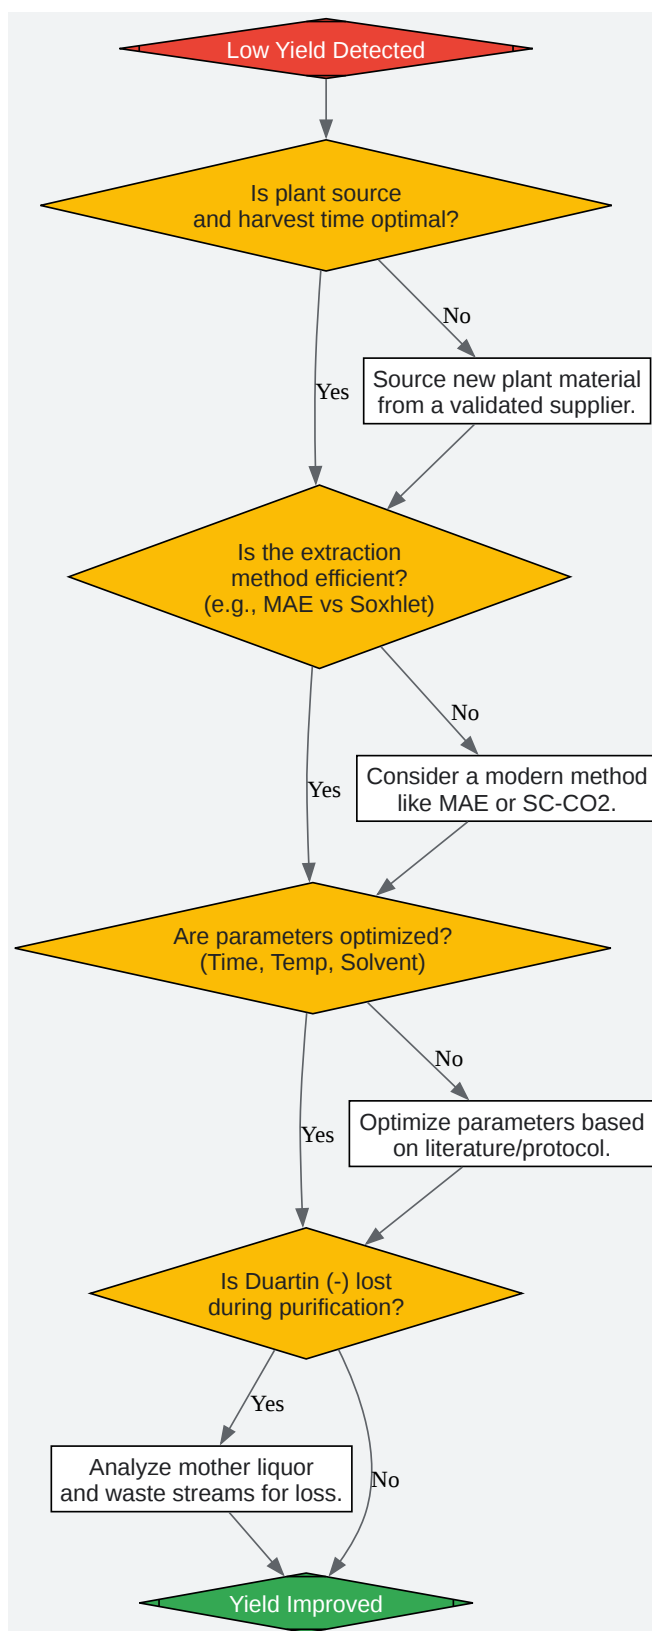 Low Yield Detected
Is plant source
and harvest time optimal?
No
Yes
Source new plant material
from a validated supplier.
Is the extraction
method efficient?
(e.g., MAE vs Soxhlet)
No
Yes
Consider a modern method
like MAE or SC-CO2.
Are parameters optimized?
(Time, Temp, Solvent)
No
Yes
Optimize parameters based
on literature/protocol.
Is Duartin (-) lost
during purification?
Yes
No
Analyze mother liquor
and waste streams for loss.
Yield Improved